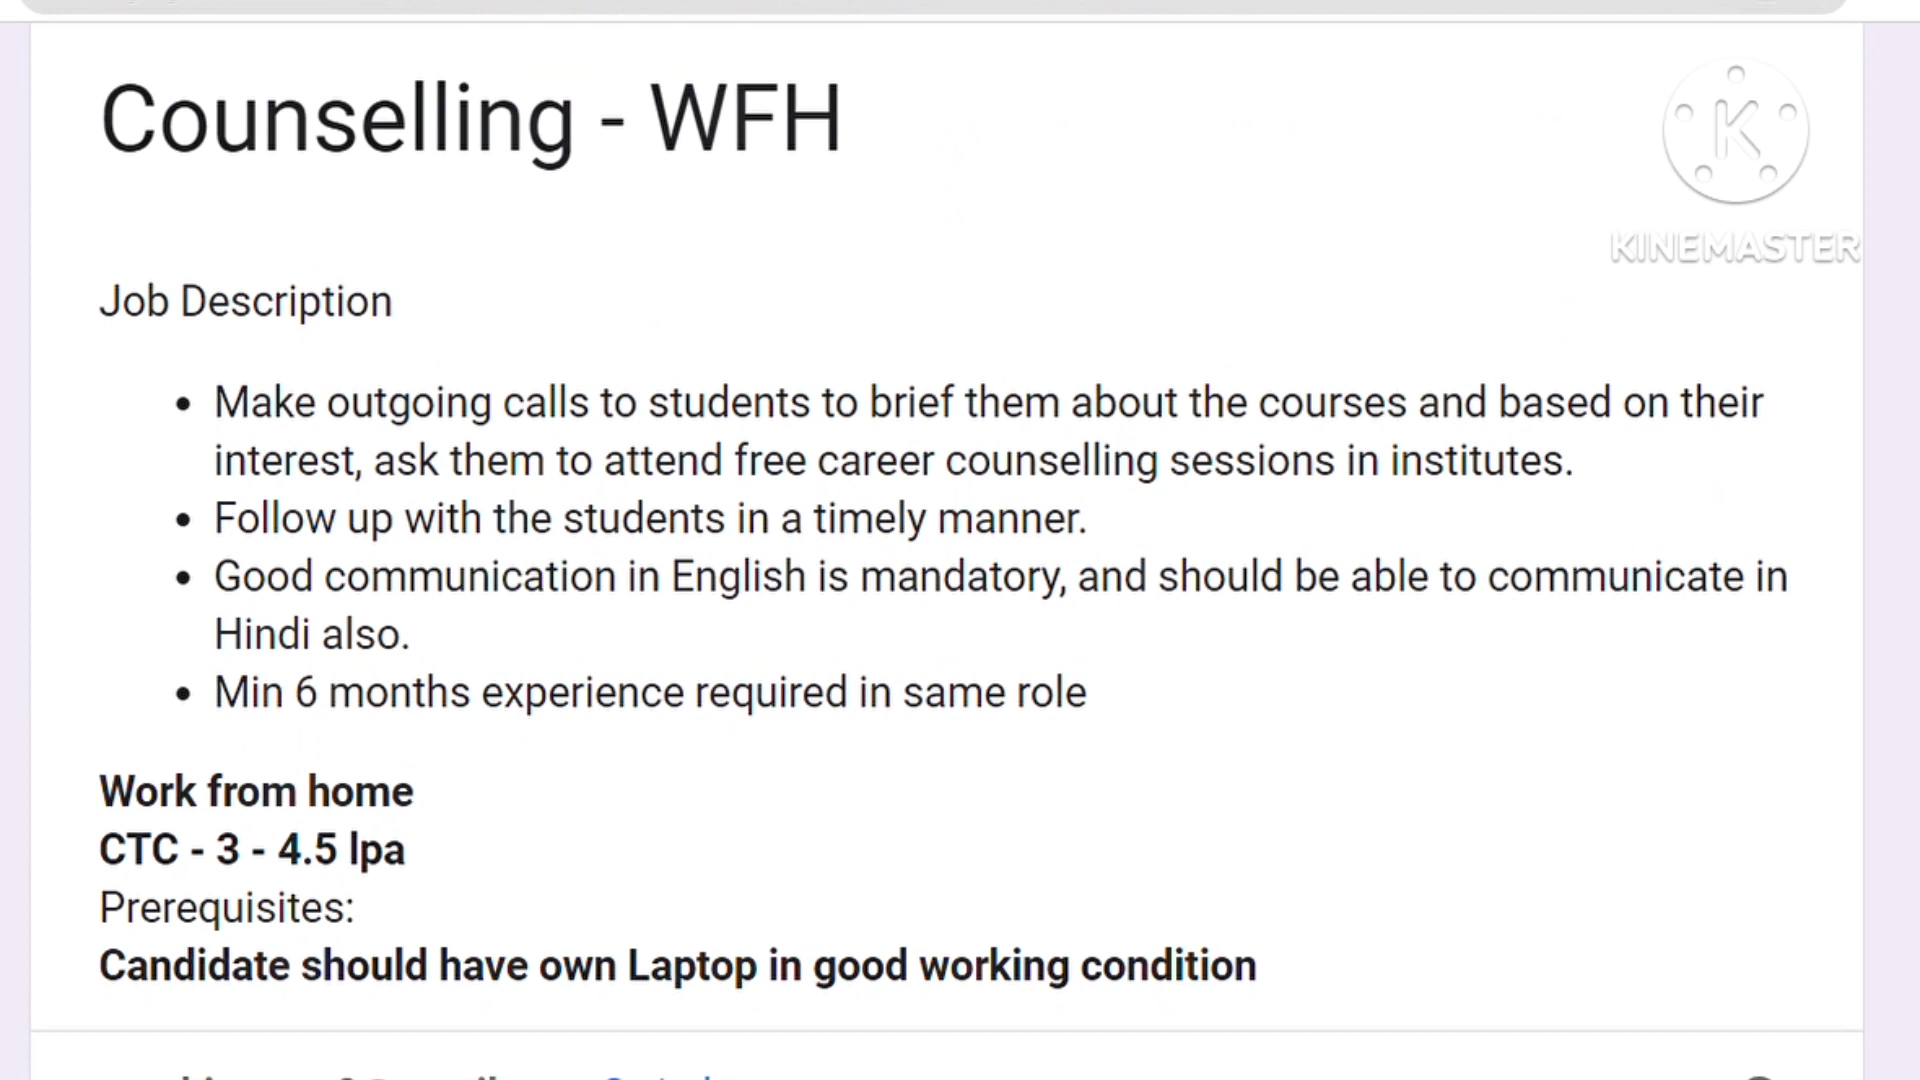 Counselling - WFH
K
KINEMASTER
Job Description
• Make outgoing calls to students to brief them about the courses and based on their
interest, ask them to attend free career counselling sessions in institutes.
• Follow up with the students in a timely manner.
• Good communication in English is mandatory, and should be able to communicate in
Hindi also.
• Min 6 months experience required in same role
Work from home
CTC - 3 - 4.5 lpa
Prerequisites:
Candidate should have own Laptop in good working condition